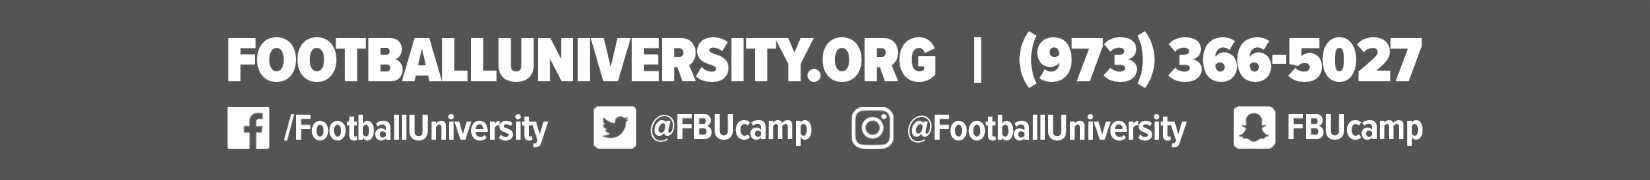 FOOTBALLUNIVERSITY.ORG | (973) 366-5027
/FootballUniversity @FBUcamp @FootballUniversity FBUcamp